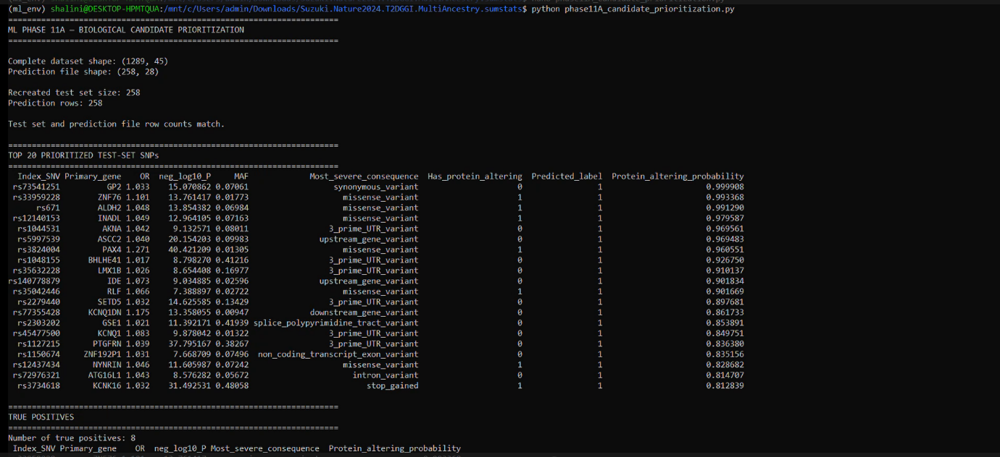 (ml_env) shalini@DESKTOP-HPMTQUA:/mnt/c/Users/admin/Downloads/Suzuki.Nature2024.T2DGGI.MultiAncestry.sumstats$ python phase11A_candidate_prioritization.py
======================================================================
ML PHASE 11A — BIOLOGICAL CANDIDATE PRIORITIZATION
======================================================================
Complete dataset shape: (1289, 45)
Prediction file shape: (258, 28)
Recreated test set size: 258
Prediction rows: 258
Test set and prediction file row counts match.
======================================================================
TOP 20 PRIORITIZED TEST-SET SNPs
======================================================================
Index_SNV Primary_gene OR neg_log10_P MAF Most_severe_consequence Has_protein_altering Predicted_label Protein_altering_probability
rs73541251 GP2 1.033 15.070862 0.07061 synonymous_variant 0 1 0.999908
rs33959228 ZNF76 1.101 13.761417 0.01773 missense_variant 1 1 0.993368
rs671 ALDH2 1.048 13.854382 0.06984 missense_variant 1 1 0.991290
rs12140153 INADL 1.049 12.964105 0.07163 missense_variant 1 1 0.979587
rs1044531 AKNA 1.042 9.132571 0.08011 3_prime_UTR_variant 0 1 0.969561
rs5997539 ASCC2 1.040 20.154203 0.09983 upstream_gene_variant 0 1 0.969483
rs3824004 PAX4 1.271 40.421209 0.01305 missense_variant 1 1 0.960551
rs1048155 BHLHE41 1.017 8.798270 0.41216 3_prime_UTR_variant 0 1 0.926750
rs35632228 LMX1B 1.026 8.654408 0.16977 3_prime_UTR_variant 0 1 0.910137
rs140778879 IDE 1.073 9.034885 0.02596 upstream_gene_variant 0 1 0.901834
rs35042446 RLF 1.066 7.388897 0.02722 missense_variant 1 1 0.901669
rs2279440 SETD5 1.032 14.625585 0.13429 3_prime_UTR_variant 0 1 0.897681
rs77355428 KCNQ1DN 1.175 13.358055 0.00947 downstream_gene_variant 0 1 0.861733
rs2303202 GSE1 1.021 11.392171 0.41939 splice_polypyrimidine_tract_variant 0 1 0.853891
rs45477500 KCNQ1 1.083 9.878042 0.01322 3_prime_UTR_variant 0 1 0.849751
rs1127215 PTGFRN 1.039 37.795167 0.38267 3_prime_UTR_variant 0 1 0.836380
rs1150674 ZNF192P1 1.031 7.668709 0.07496 non_coding_transcript_exon_variant 0 1 0.835156
rs12437434 NYNRIN 1.046 11.605987 0.07242 missense_variant 1 1 0.828682
rs72976321 ATG16L1 1.043 8.576282 0.05672 intron_variant 0 1 0.814707
rs3734618 KCNK16 1.032 31.492531 0.48058 stop_gained 1 1 0.812839
======================================================================
TRUE POSITIVES
======================================================================
Number of true positives: 8
Index_SNV Primary_gene OR neg_log10_P Most_severe_consequence Protein_altering_probability